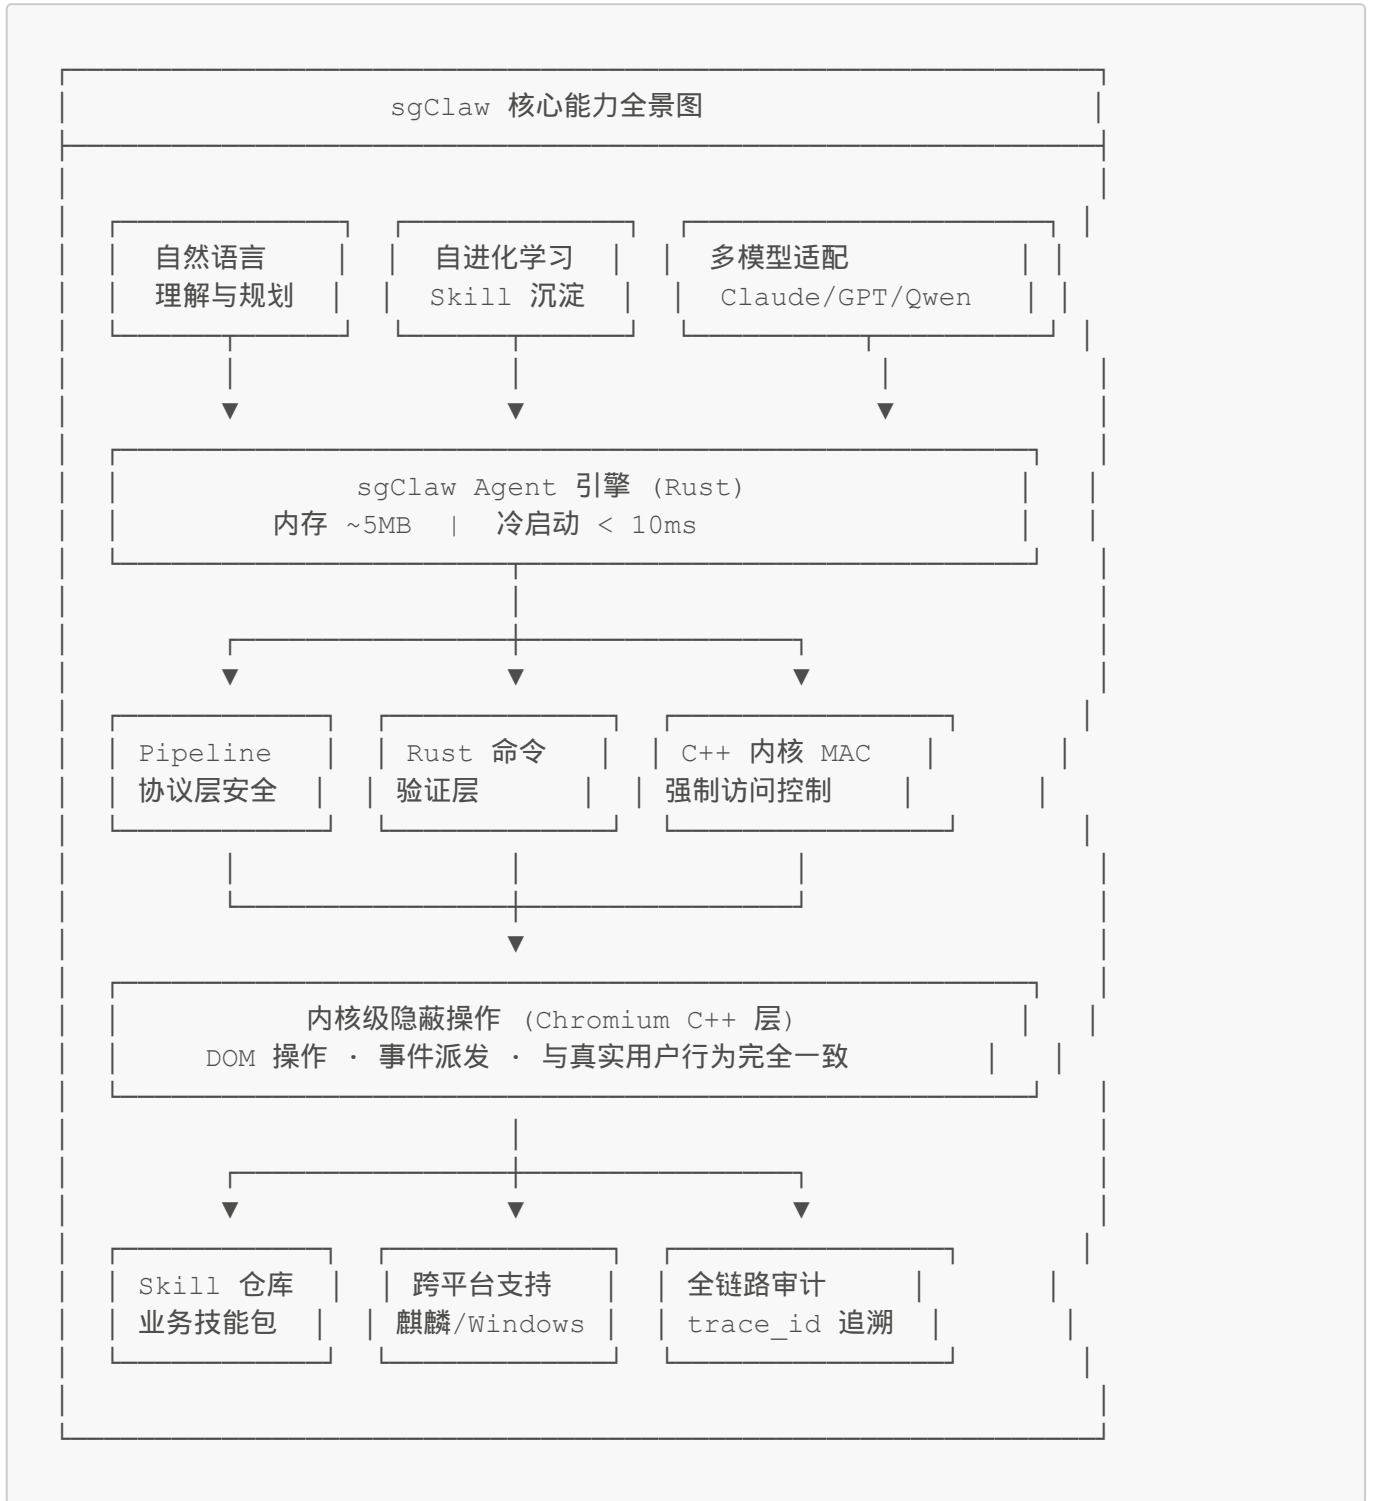 sgClaw 核心能力全景图
自然语言 自进化学习 多模型适配
理解与规划 Skill 沉淀 Claude/GPT/Qwen
sgClaw Agent 引擎 (Rust)
内存 ~5MB | 冷启动 < 10ms
Pipeline Rust 命令 C++ 内核 MAC
协议层安全 验证层 强制访问控制
内核级隐蔽操作 (Chromium C++ 层)
DOM 操作 · 事件派发 · 与真实用户行为完全一致
Skill 仓库 跨平台支持 全链路审计
业务技能包 麒麟/Windows trace_id 追溯